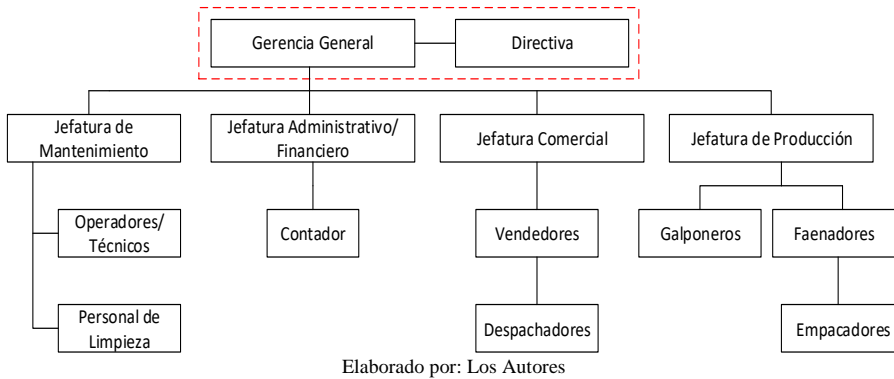 Gerencia General
Directiva
Jefatura de
Mantenimiento
Jefatura Administrativo/
Financiero
Jefatura Comercial
Jefatura de Producción
Operadores/
Técnicos
Contador
Vendedores
Galponeros
Faenadores
Personal de
Limpieza
Despachadores
Empacadores
Elaborado por: Los Autores